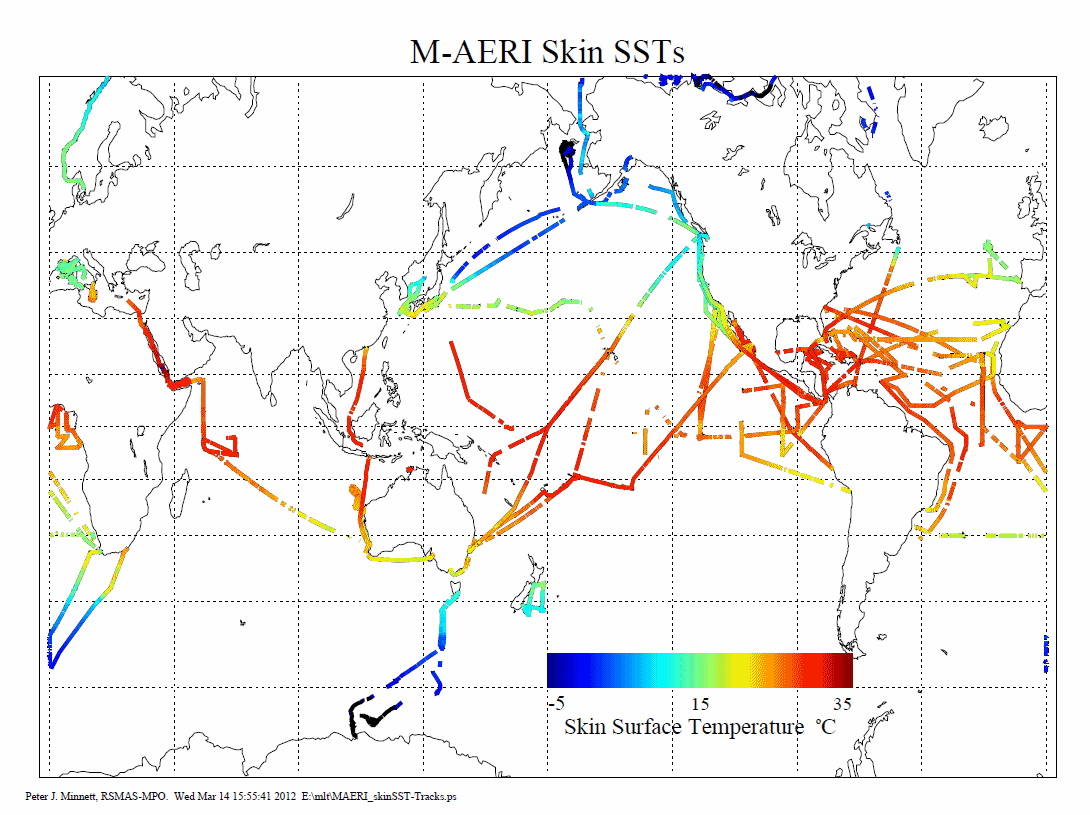 M-AERI Skin SSTs
-5 15 35
Skin Surface Temperature °C
Peter J. Minnett, RSMAS-MPO. Wed Mar 14 15:55:41 2012 E:\mlt\MAERI_skinSST-Tracks.ps